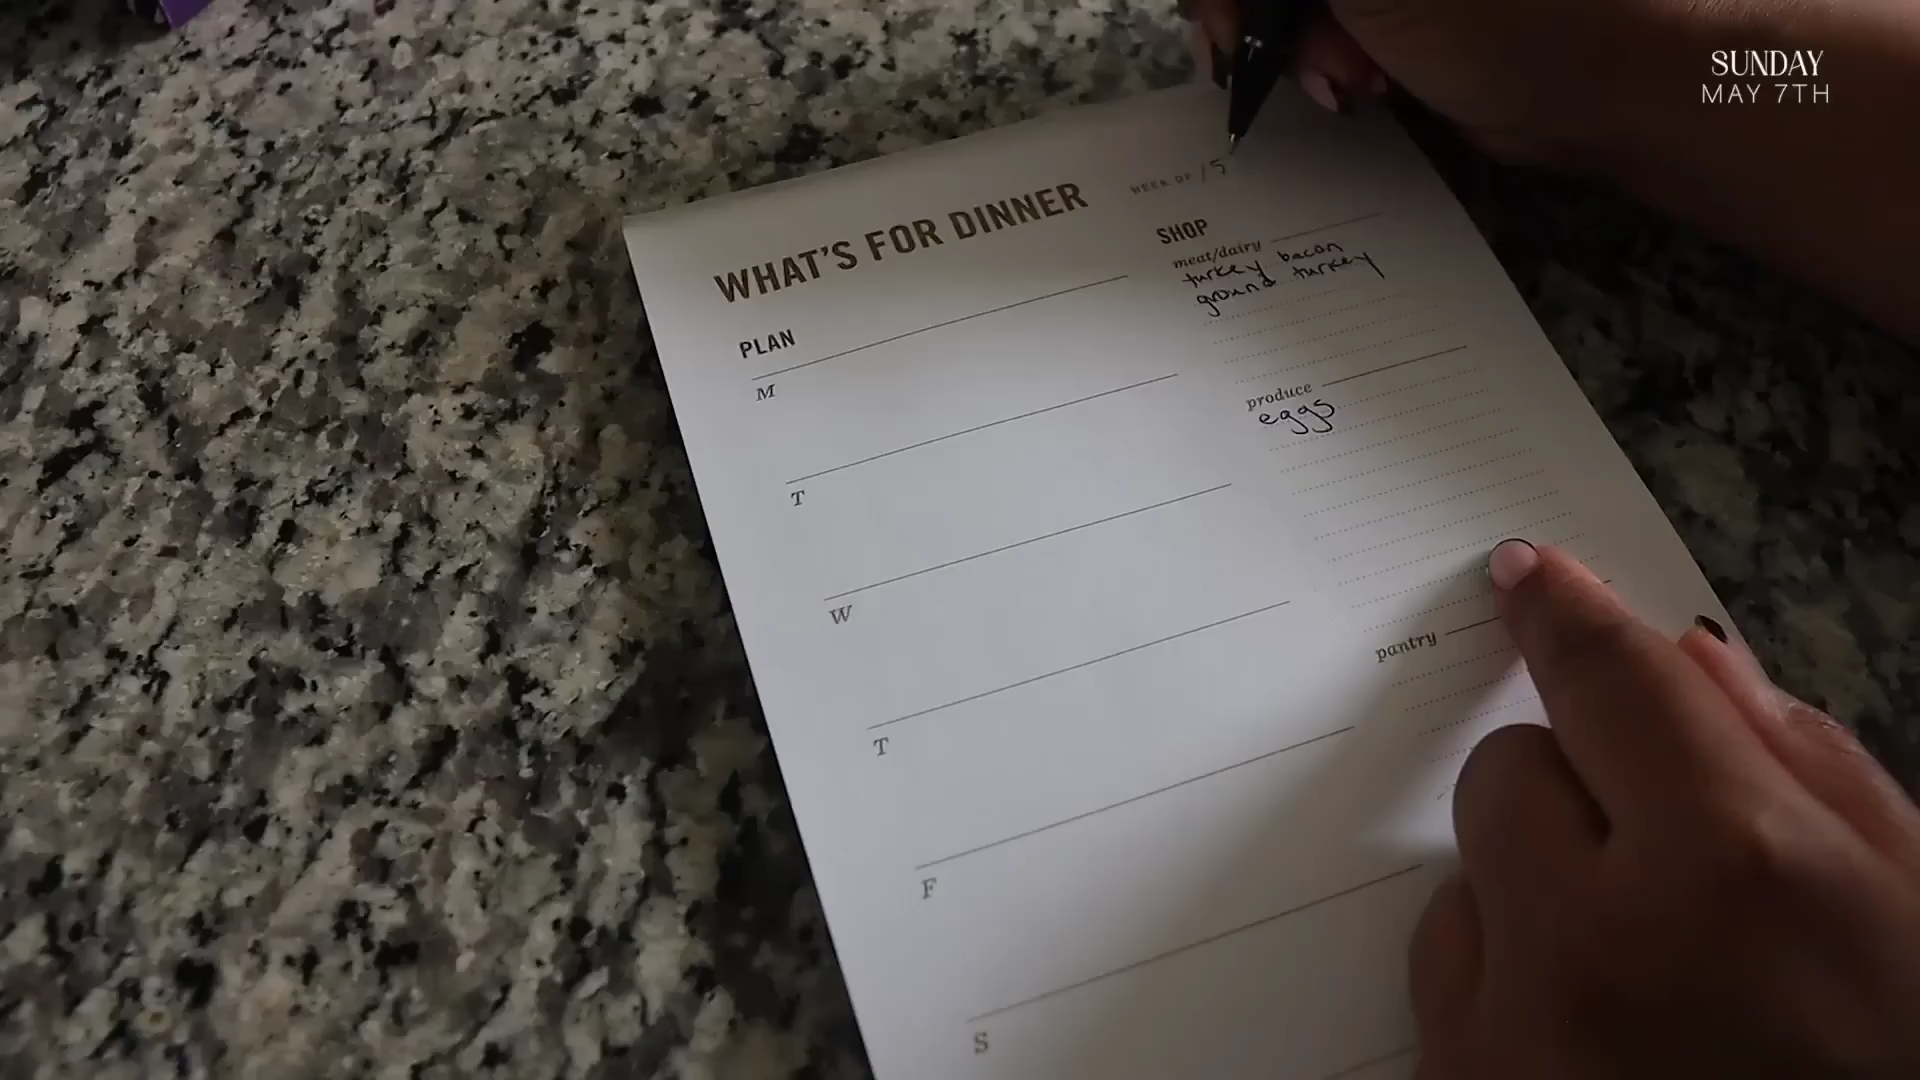 SUNDAY
MAY 7TH
WHAT'S FOR DINNER
WEEK OF / 5
PLAN
M
T
W
T
F
S
SHOP
meat/dairy
turkey bacon
ground turkey
produce
eggs
pantry